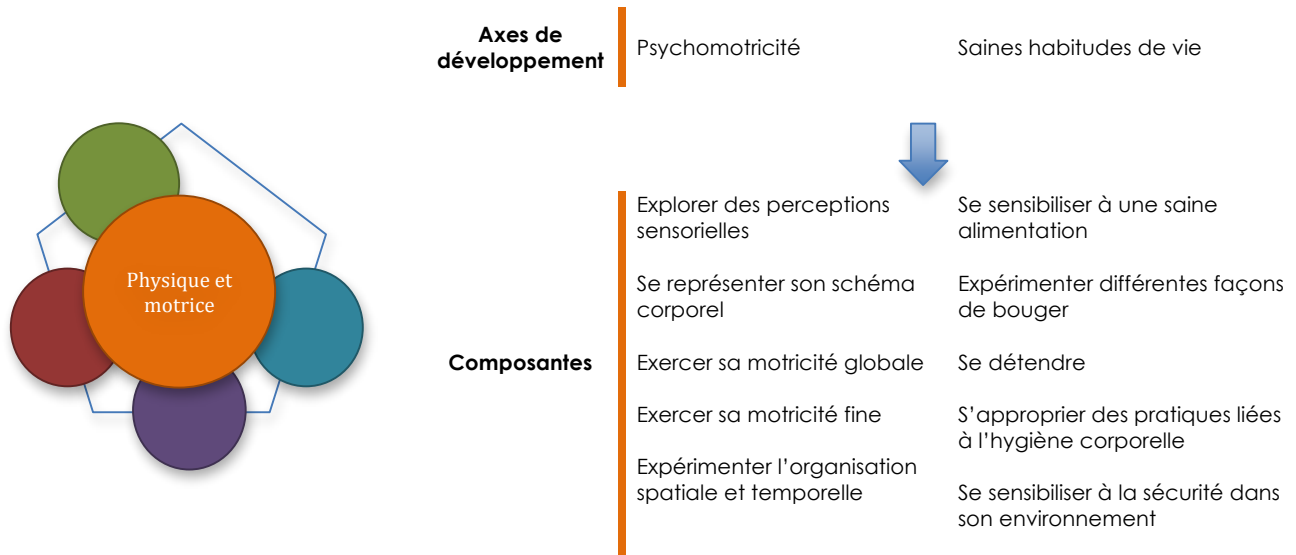 Axes de
développement
Psychomotricité
Saines habitudes de vie
Physique et
motrice
Composantes
Explorer des perceptions
sensorielles
Se représenter son schéma
corporel
Exercer sa motricité globale
Exercer sa motricité fine
Expérimenter l’organisation
spatiale et temporelle
Se sensibiliser à une saine
alimentation
Expérimenter différentes façons
de bouger
Se détendre
S’approprier des pratiques liées
à l’hygiène corporelle
Se sensibiliser à la sécurité dans
son environnement